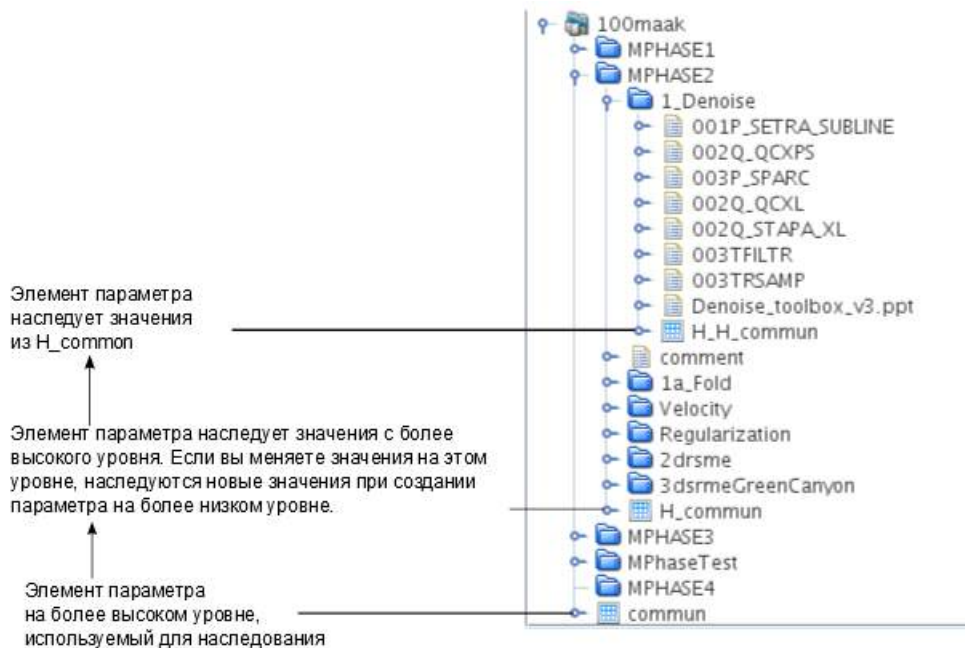 100maak
MPHASE1
MPHASE2
1_Denoise
001P_SETRA_SUBLINE
002Q_QCXPS
003P_SPARC
002Q_QCXL
002Q_STAPA_XL
003TFILTR
003TRSAMP
Denoise_toolbox_v3.ppt
H_H_commun
comment
1a_Fold
Velocity
Regularization
2drsme
3dsrmeGreenCanyon
H_commun
MPHASE3
MPhaseTest
MPHASE4
commun
Элемент параметра
наследует значения
из H_common
Элемент параметра наследует значения с более
высокого уровня. Если вы меняете значения на этом
уровне, наследуются новые значения при создании
параметра на более низком уровне.
Элемент параметра
на более высоком уровне,
используемый для наследования